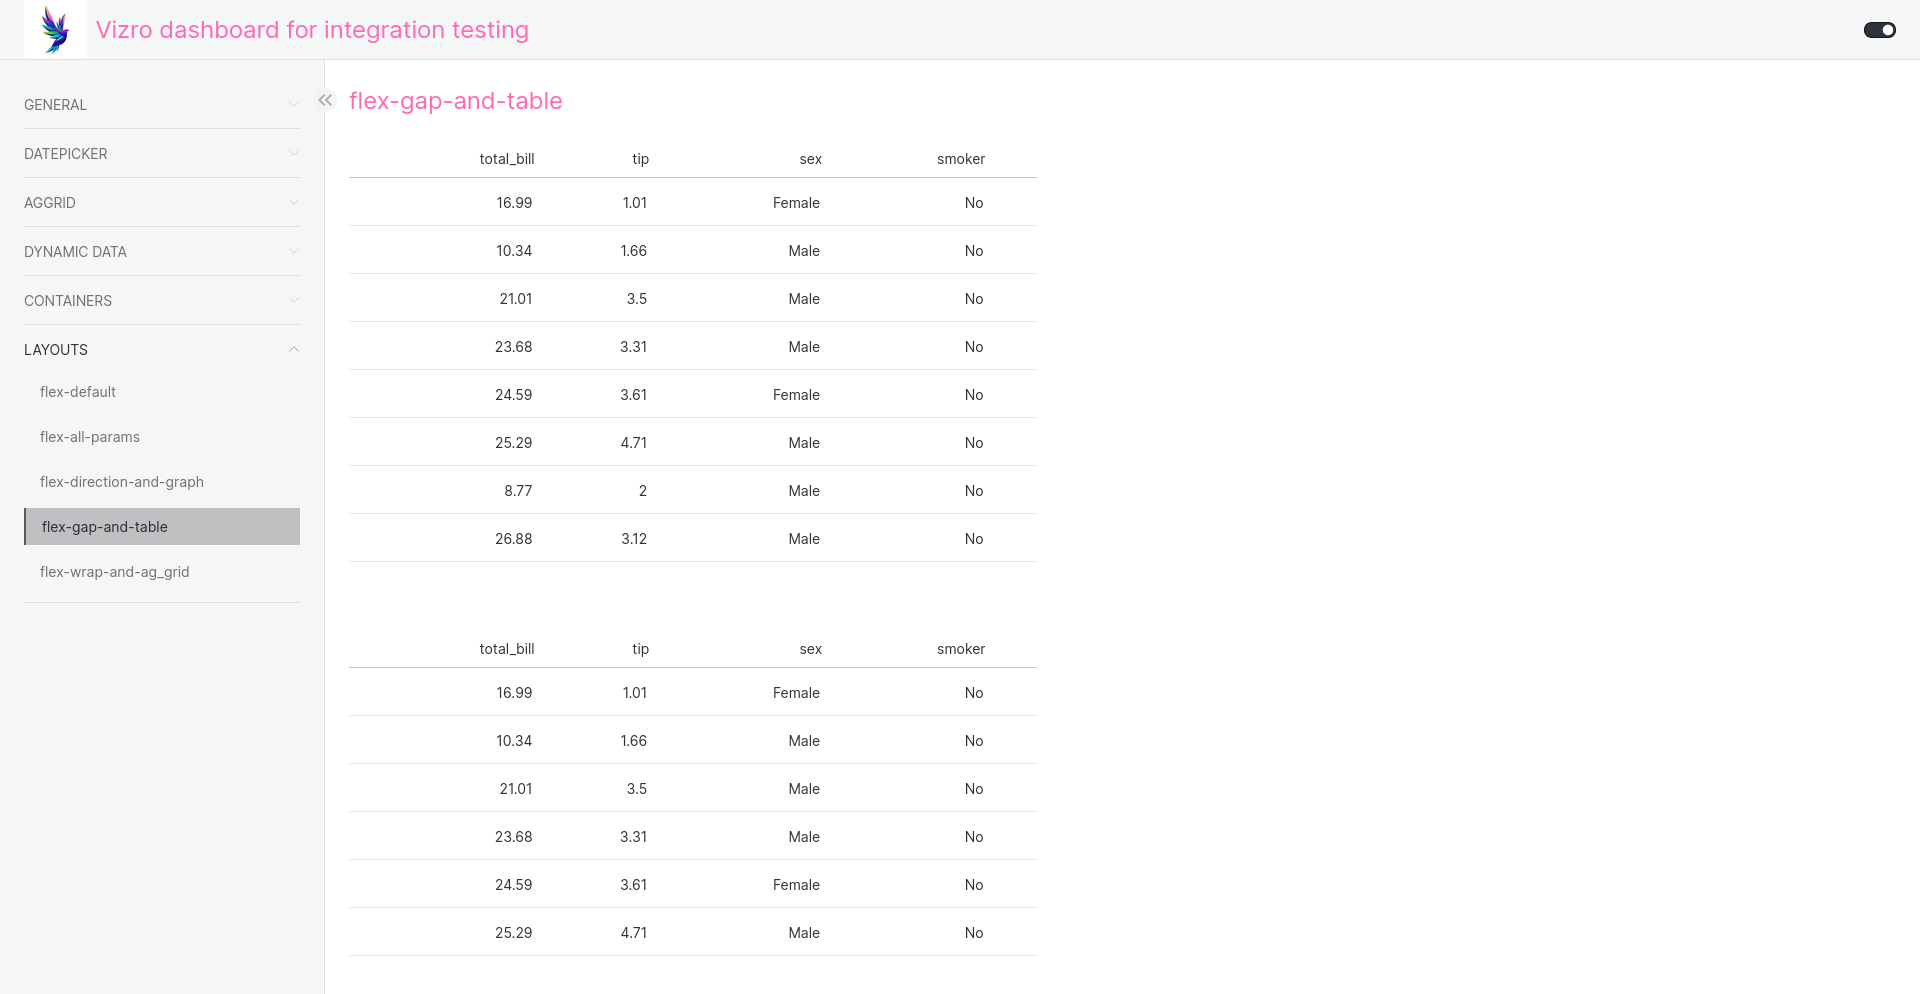 Vizro dashboard for integration testing
GENERAL
DATEPICKER
AGGRID
DYNAMIC DATA
CONTAINERS
LAYOUTS
flex-default
flex-all-params
flex-direction-and-graph
flex-gap-and-table
flex-wrap-and-ag_grid
flex-gap-and-table
total_bill tip sex smoker
16.99 1.01 Female No
10.34 1.66 Male No
21.01 3.5 Male No
23.68 3.31 Male No
24.59 3.61 Female No
25.29 4.71 Male No
8.77 2 Male No
26.88 3.12 Male No
total_bill tip sex smoker
16.99 1.01 Female No
10.34 1.66 Male No
21.01 3.5 Male No
23.68 3.31 Male No
24.59 3.61 Female No
25.29 4.71 Male No